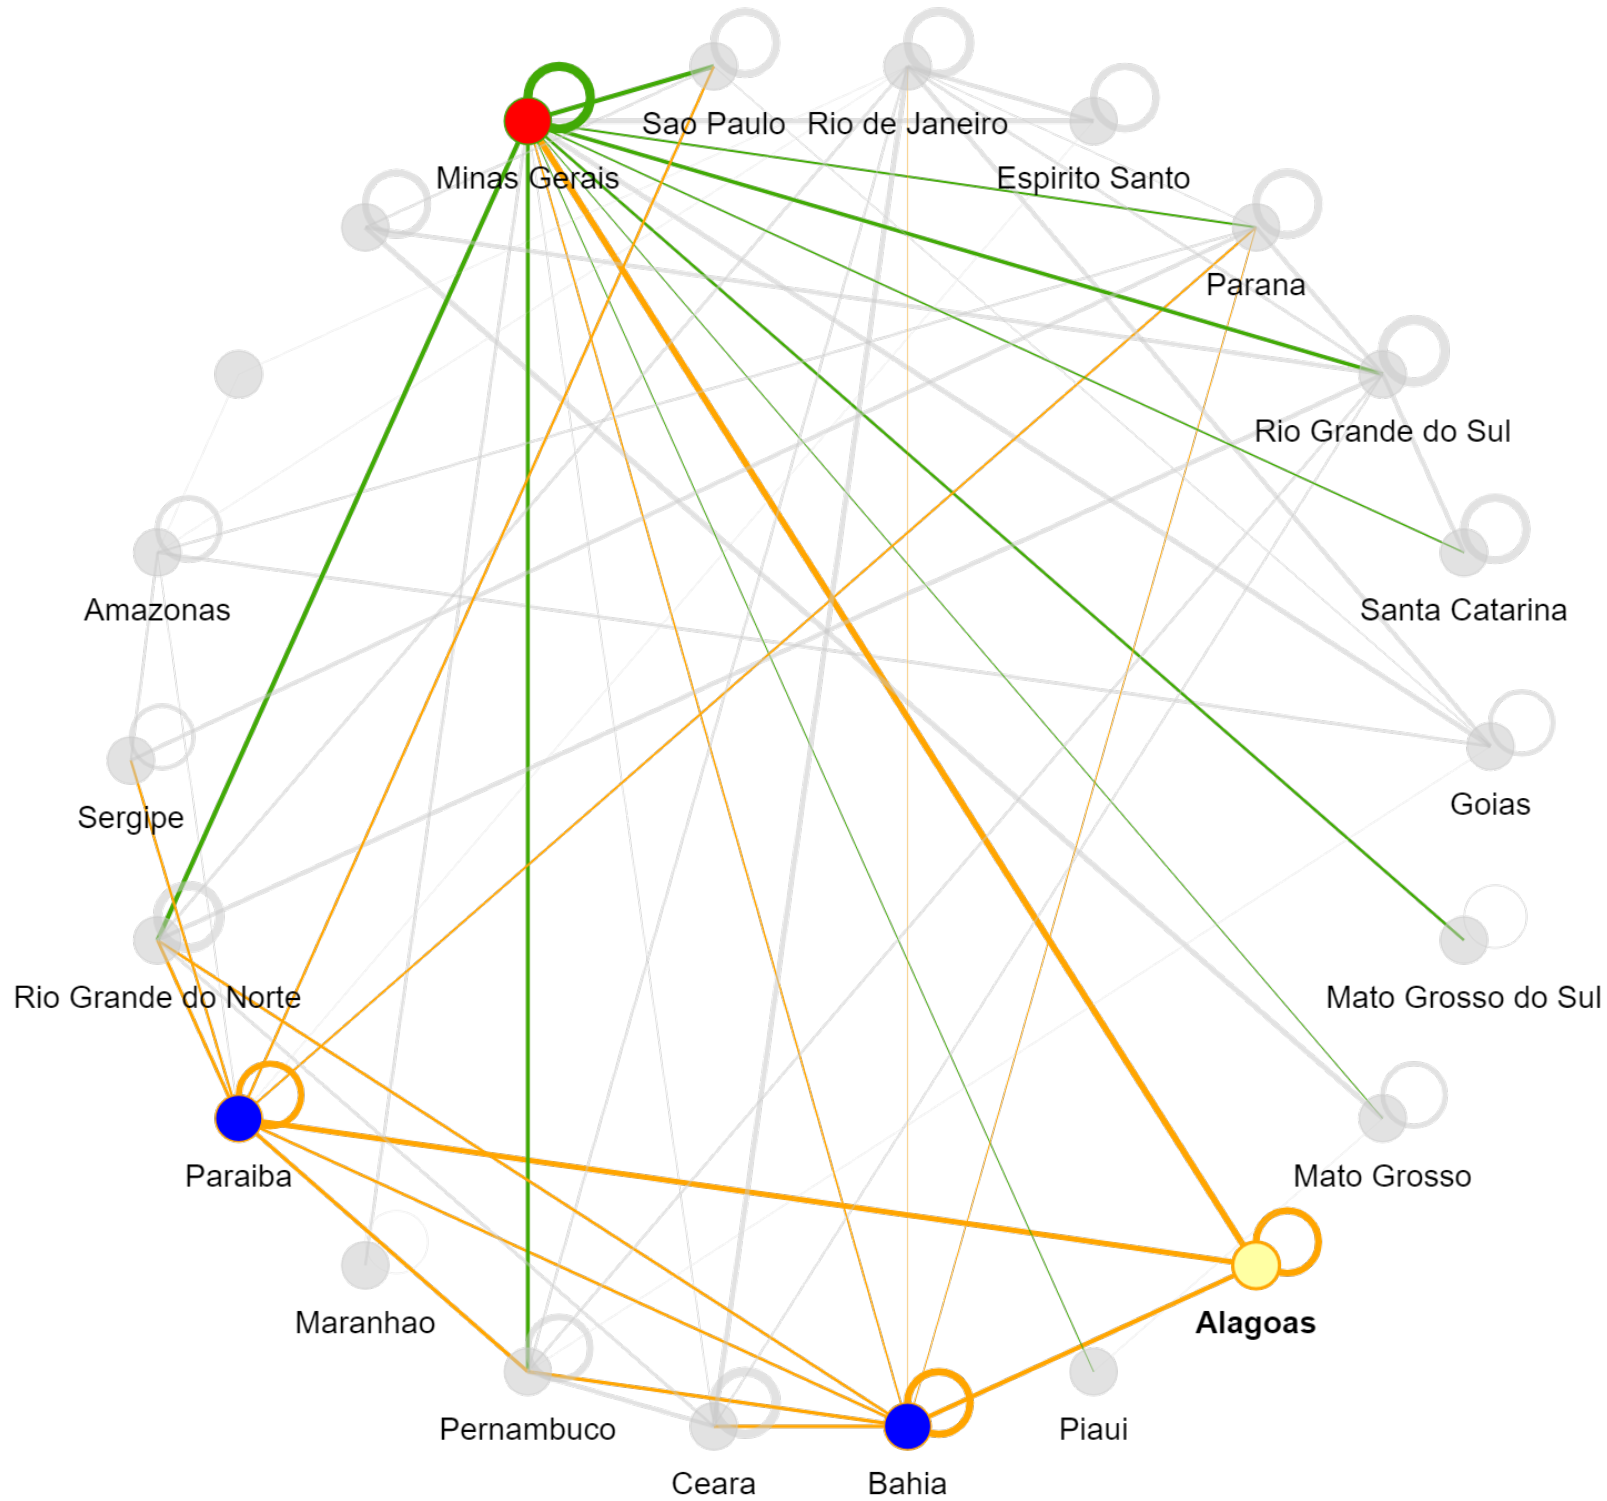 Sao Paulo
Rio de Janeiro
Minas Gerais
Espirito Santo
Parana
Rio Grande do Sul
Amazonas
Santa Catarina
Goias
Sergipe
Rio Grande do Norte
Mato Grosso do Sul
Paraiba
Mato Grosso
Maranhao
Alagoas
Pernambuco
Piaui
Ceara
Bahia